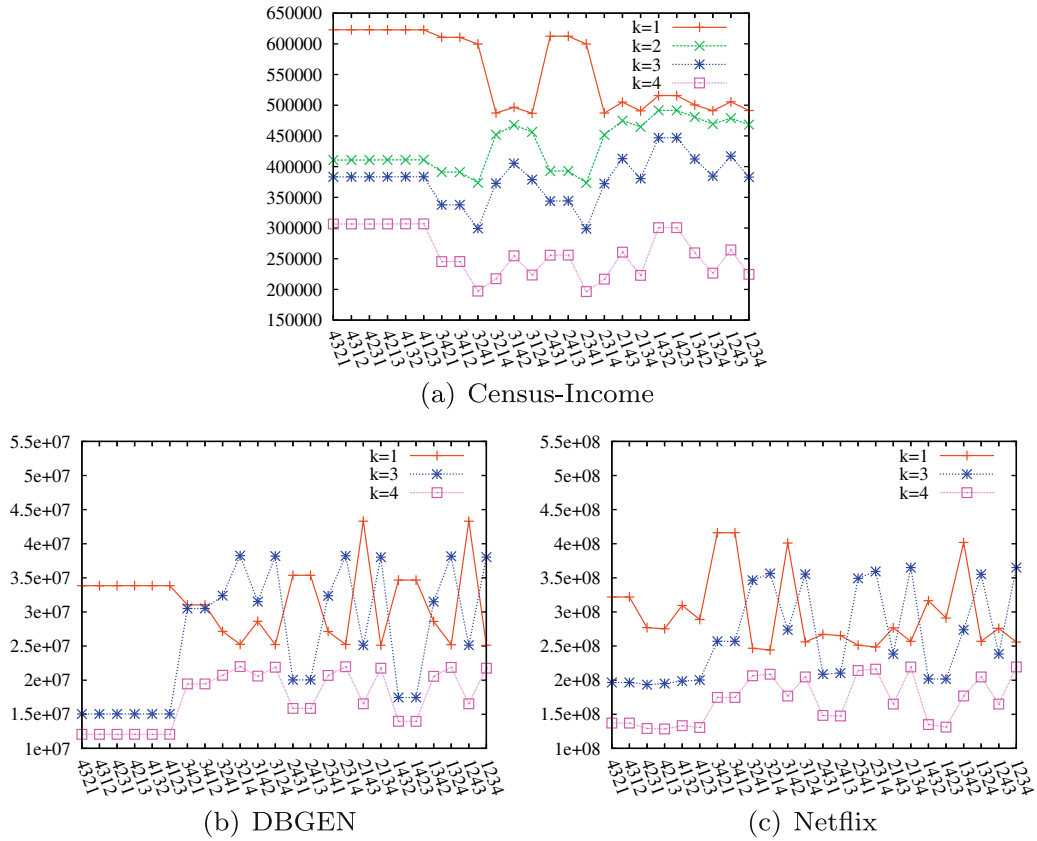 650000
600000
550000
500000
450000
400000
350000
300000
250000
200000
150000
k=1
k=2
k=3
k=4
4321 4312 4231 4213 4132 4123 3421 3412 3241 3214 3142 3124 2431 2413 2341 2314 2143 2134 1432 1423 1342 1324 1243 1234
(a) Census-Income
5.5e+07
5e+07
4.5e+07
4e+07
3.5e+07
3e+07
2.5e+07
2e+07
1.5e+07
1e+07
k=1
k=3
k=4
4321 4312 4231 4213 4132 4123 3421 3412 3241 3214 3142 3124 2431 2413 2341 2314 2143 2134 1432 1423 1342 1324 1243 1234
(b) DBGEN
5.5e+08
5e+08
4.5e+08
4e+08
3.5e+08
3e+08
2.5e+08
2e+08
1.5e+08
1e+08
k=1
k=3
k=4
4321 4312 4231 4213 4132 4123 3421 3412 3241 3214 3142 3124 2431 2413 2341 2314 2143 2134 1432 1423 1342 1324 1243 1234
(c) Netflix